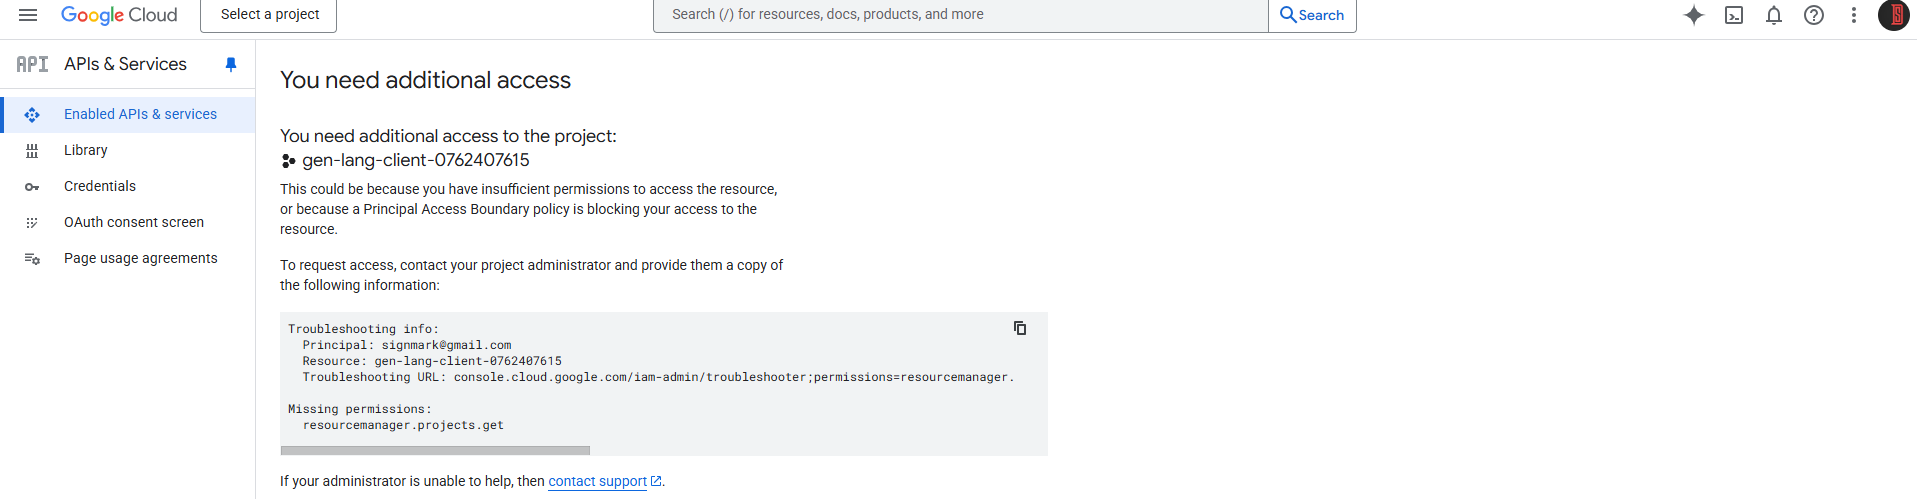 Google Cloud
Select a project
Search (/) for resources, docs, products, and more
Search
API
APIs & Services
Enabled APIs & services
Library
Credentials
OAuth consent screen
Page usage agreements
You need additional access
You need additional access to the project:
gen-lang-client-0762407615
This could be because you have insufficient permissions to access the resource,
or because a Principal Access Boundary policy is blocking your access to the
resource.
To request access, contact your project administrator and provide them a copy of
the following information:
Troubleshooting info:
Principal: signmark@gmail.com
Resource: gen-lang-client-0762407615
Troubleshooting URL: console.cloud.google.com/iam-admin/troubleshooter;permissions=resourcemanager.
Missing permissions:
resourcemanager.projects.get
If your administrator is unable to help, then contact support.